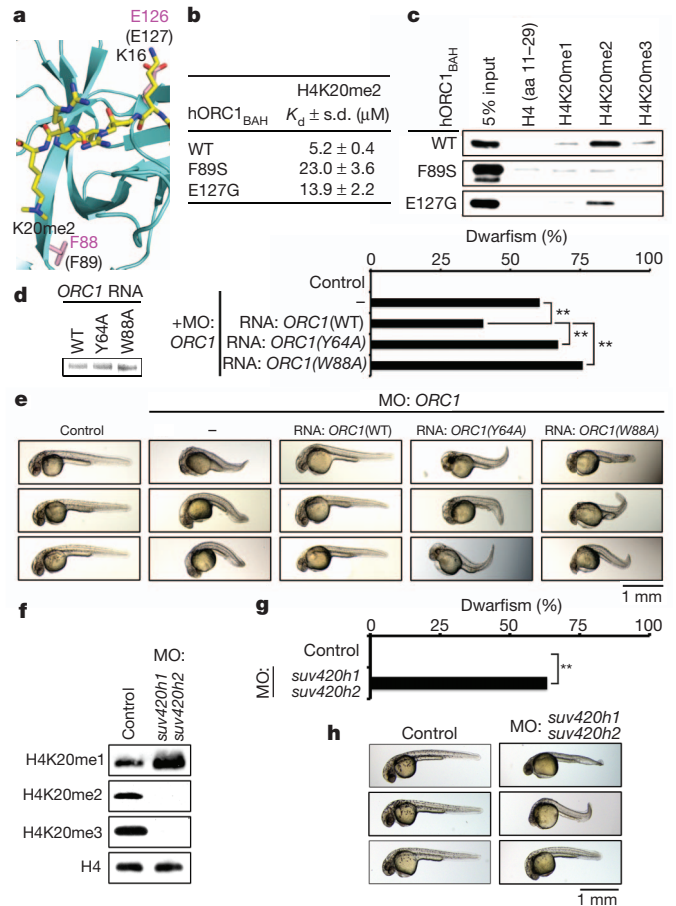 a
E126
(E127)
K16
K20me2
F88
(F89)
b
H4K20me2
hORC1BAH Kd ± s.d. (μM)
WT 5.2 ± 0.4
F89S 23.0 ± 3.6
E127G 13.9 ± 2.2
c
hORC1BAH
5% input
H4 (aa 11–29)
H4K20me1
H4K20me2
H4K20me3
WT
F89S
E127G
d
ORC1 RNA
WT
Y64A
W88A
Dwarfism (%)
0 25 50 75 100
Control
–
+MO:
ORC1
RNA: ORC1(WT)
RNA: ORC1(Y64A)
RNA: ORC1(W88A)
**
**
**
e
MO: ORC1
Control – RNA: ORC1(WT) RNA: ORC1(Y64A) RNA: ORC1(W88A)
1 mm
f
MO:
Control
suv420h1
suv420h2
H4K20me1
H4K20me2
H4K20me3
H4
g
Dwarfism (%)
0 25 50 75 100
Control
MO:
suv420h1
suv420h2
**
h
Control
MO: suv420h1
suv420h2
1 mm